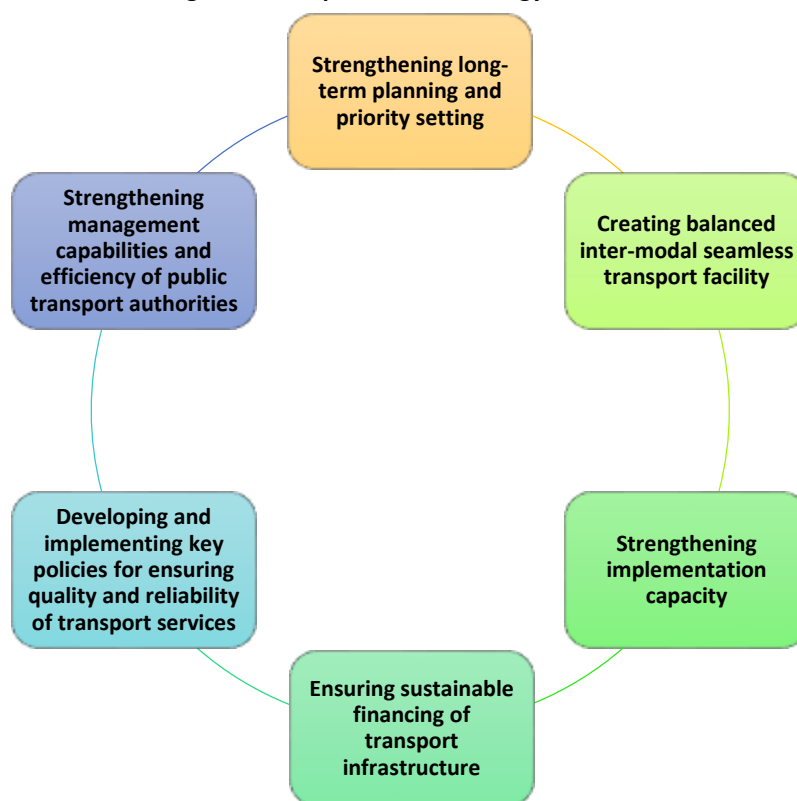 Strengthening long-
term planning and
priority setting
Creating balanced
inter-modal seamless
transport facility
Strengthening
implementation
capacity
Ensuring sustainable
financing of
transport
infrastructure
Developing and
implementing key
policies for ensuring
quality and reliability
of transport services
Strengthening
management
capabilities and
efficiency of public
transport authorities